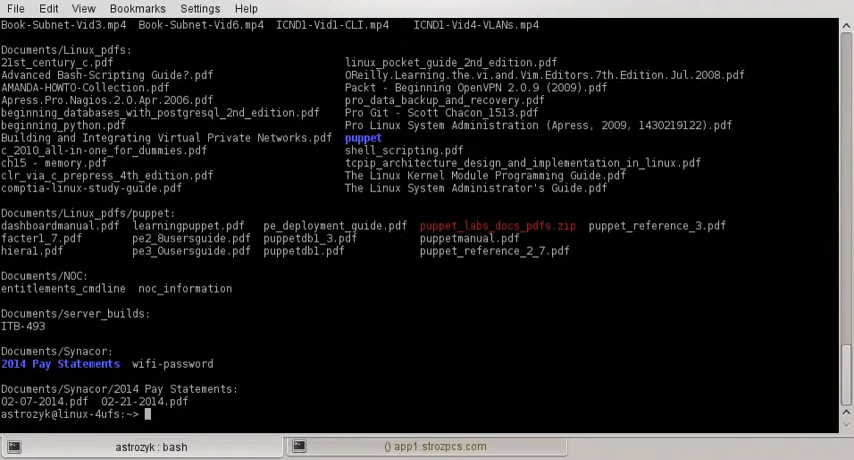 File Edit View Bookmarks Settings Help
Book-Subnet-Vid3.mp4 Book-Subnet-Vid6.mp4 ICND1-Vid1-CLI.mp4 ICND1-Vid4-VLANs.mp4
Documents/Linux_pdfs:
21st_century_c.pdf linux_pocket_guide_2nd_edition.pdf
Advanced Bash-Scripting Guide?.pdf OReilly.Learning.the.vi.and.Vim.Editors.7th.Edition.Jul.2008.pdf
AMANDA-HOWTO-Collection.pdf Packt - Beginning OpenVPN 2.0.9 (2009).pdf
Apress.Pro.Nagios.2.0.Apr.2006.pdf pro_data_backup_and_recovery.pdf
beginning_databases_with_postgresql_2nd_edition.pdf Pro Git - Scott Chacon_1513.pdf
beginning_python.pdf Pro Linux System Administration (Apress, 2009, 1430219122).pdf
Building and Integrating Virtual Private Networks.pdf puppet
c_2010_all-in-one_for_dummies.pdf shell_scripting.pdf
ch15 - memory.pdf tcpip_architecture_design_and_implementation_in_linux.pdf
clr_via_c_prepress_4th_edition.pdf The Linux Kernel Module Programming Guide.pdf
comptia-linux-study-guide.pdf The Linux System Administrator's Guide.pdf
Documents/Linux_pdfs/puppet:
dashboardmanual.pdf learningpuppet.pdf pe_deployment_guide.pdf puppet_labs_docs_pdfs.zip puppet_reference_3.pdf
facter1_7.pdf pe2_8usersguide.pdf puppetdb1_3.pdf puppetmanual.pdf
hiera1.pdf pe3_0usersguide.pdf puppetdb1.pdf puppet_reference_2_7.pdf
Documents/NOC:
entitlements_cmdline noc_information
Documents/server_builds:
ITB-493
Documents/Synacor:
2014 Pay Statements wifi-password
Documents/Synacor/2014 Pay Statements:
02-07-2014.pdf 02-21-2014.pdf
astrozyk@linux-4ufs:~>
astrozyk : bash () app1.strozpcs.com